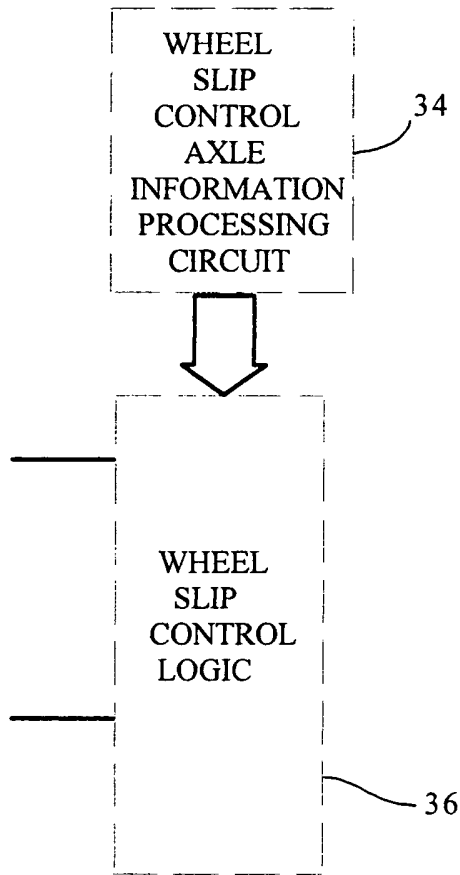 WHEEL
SLIP
CONTROL
AXLE
INFORMATION
PROCESSING
CIRCUIT
34
WHEEL
SLIP
CONTROL
LOGIC
36